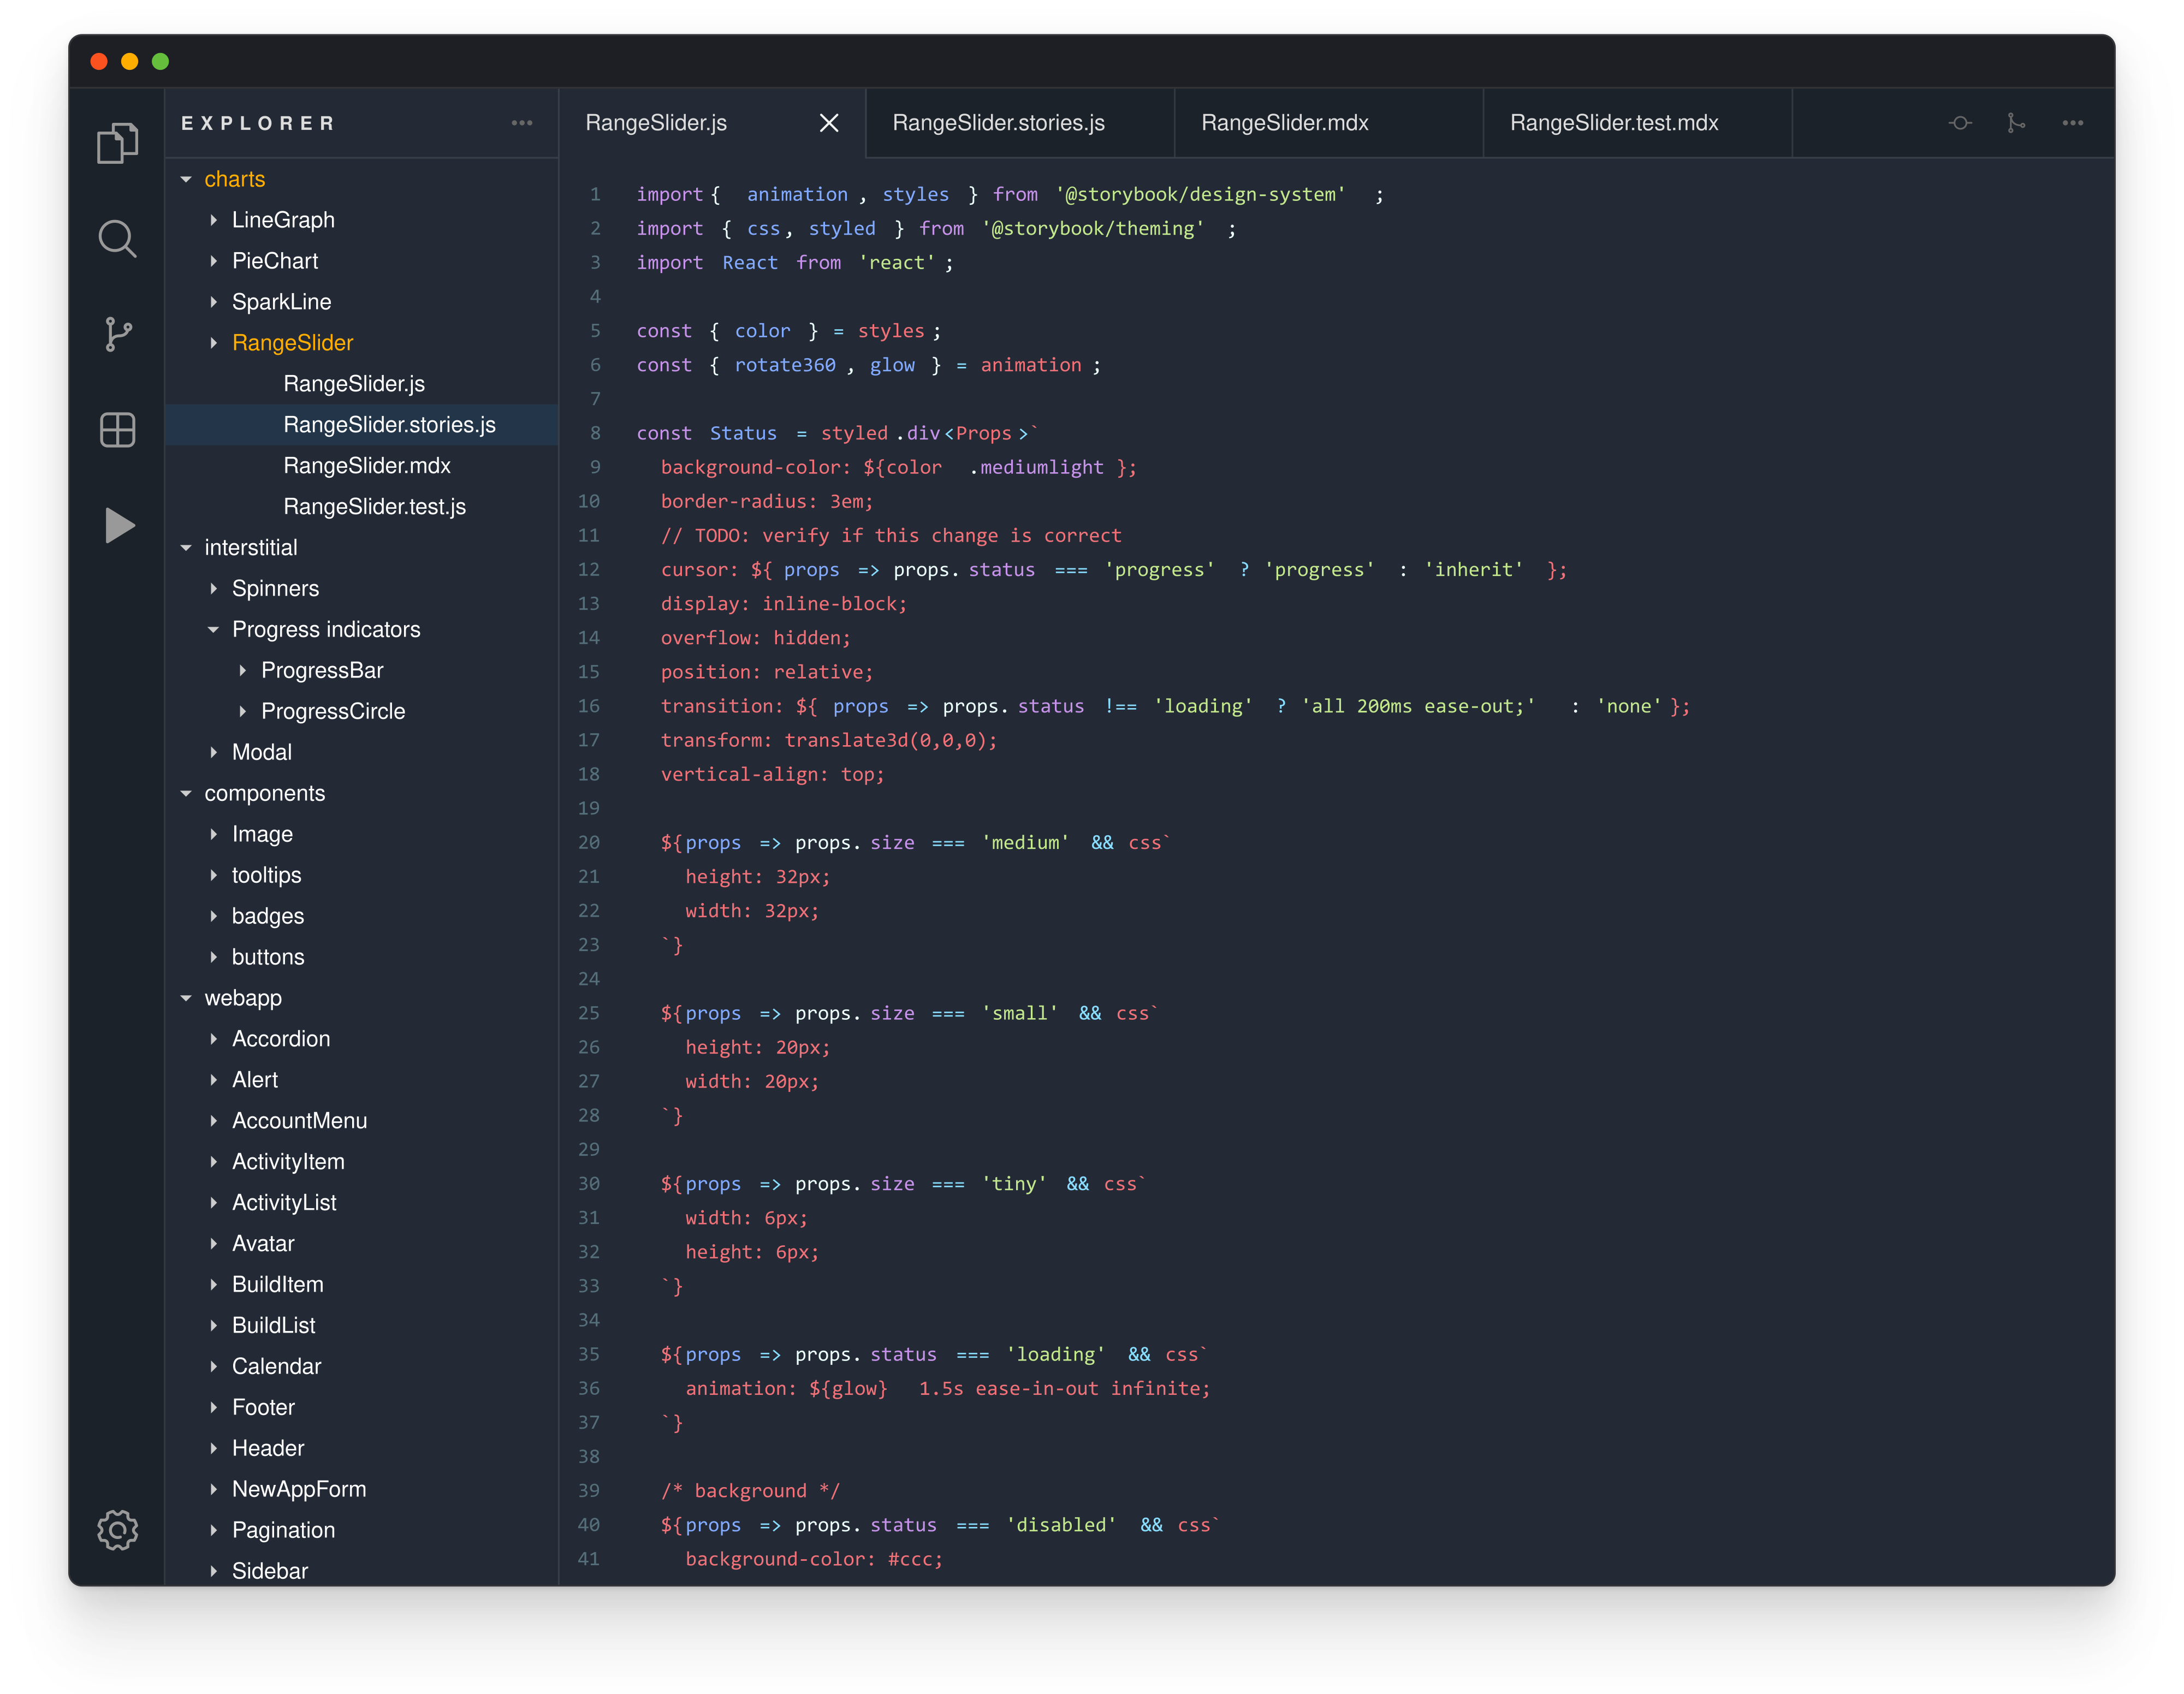 EXPLORER
charts
LineGraph
PieChart
SparkLine
RangeSlider
RangeSlider.js
RangeSlider.stories.js
RangeSlider.mdx
RangeSlider.test.js
interstitial
Spinners
Progress indicators
ProgressBar
ProgressCircle
Modal
components
Image
tooltips
badges
buttons
webapp
Accordion
Alert
AccountMenu
ActivityItem
ActivityList
Avatar
BuildItem
BuildList
Calendar
Footer
Header
NewAppForm
Pagination
Sidebar
RangeSlider.js RangeSlider.stories.js RangeSlider.mdx RangeSlider.test.mdx
1 import { animation , styles } from '@storybook/design-system' ;
2 import { css , styled } from '@storybook/theming' ;
3 import React from 'react' ;
4
5 const { color } = styles ;
6 const { rotate360 , glow } = animation ;
7
8 const Status = styled .div<Props>`
9 background-color: ${color .mediumlight };
10 border-radius: 3em;
11 // TODO: verify if this change is correct
12 cursor: ${ props => props. status === 'progress' ? 'progress' : 'inherit' };
13 display: inline-block;
14 overflow: hidden;
15 position: relative;
16 transition: ${ props => props. status !== 'loading' ? 'all 200ms ease-out;' : 'none' };
17 transform: translate3d(0,0,0);
18 vertical-align: top;
19
20 ${props => props. size === 'medium' && css`
21 height: 32px;
22 width: 32px;
23 `}
24
25 ${props => props. size === 'small' && css`
26 height: 20px;
27 width: 20px;
28 `}
29
30 ${props => props. size === 'tiny' && css`
31 width: 6px;
32 height: 6px;
33 `}
34
35 ${props => props. status === 'loading' && css`
36 animation: ${glow} 1.5s ease-in-out infinite;
37 `}
38
39 /* background */
40 ${props => props. status === 'disabled' && css`
41 background-color: #ccc;